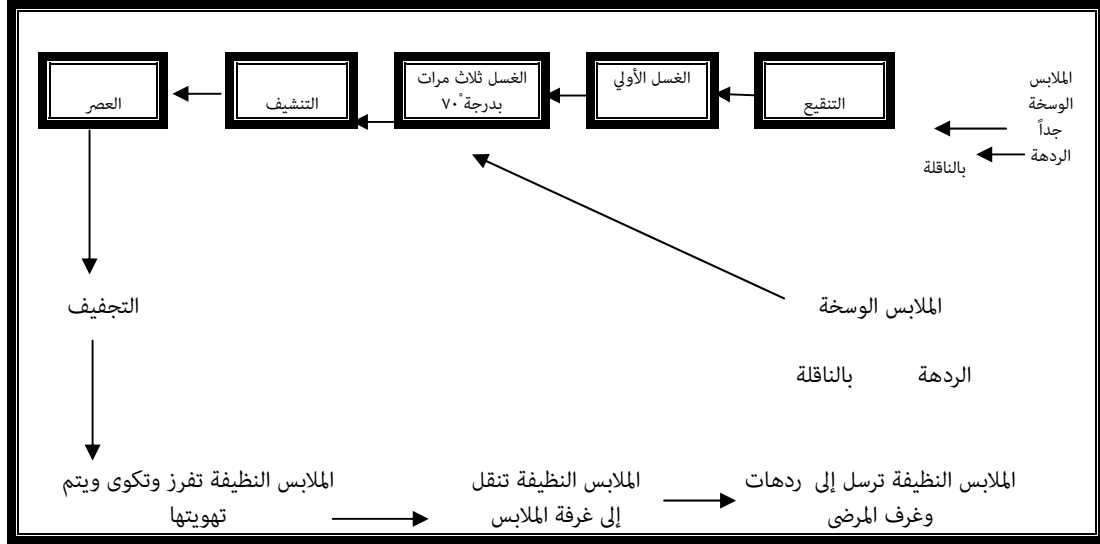 الملابس
الوسخة
جداً
الردهة
بالناقلة
التنقيع
الغسل الأولي
الغسل ثلاث مرات
بدرجة ٧٠°
التنشيف
العصر
التجفيف
الملابس الوسخة
الردهة بالناقلة
الملابس النظيفة تفرز وتكوى ويتم
تهويتها
الملابس النظيفة تنقل
إلى غرفة الملابس
الملابس النظيفة ترسل إلى ردهات
وغرف المرضى